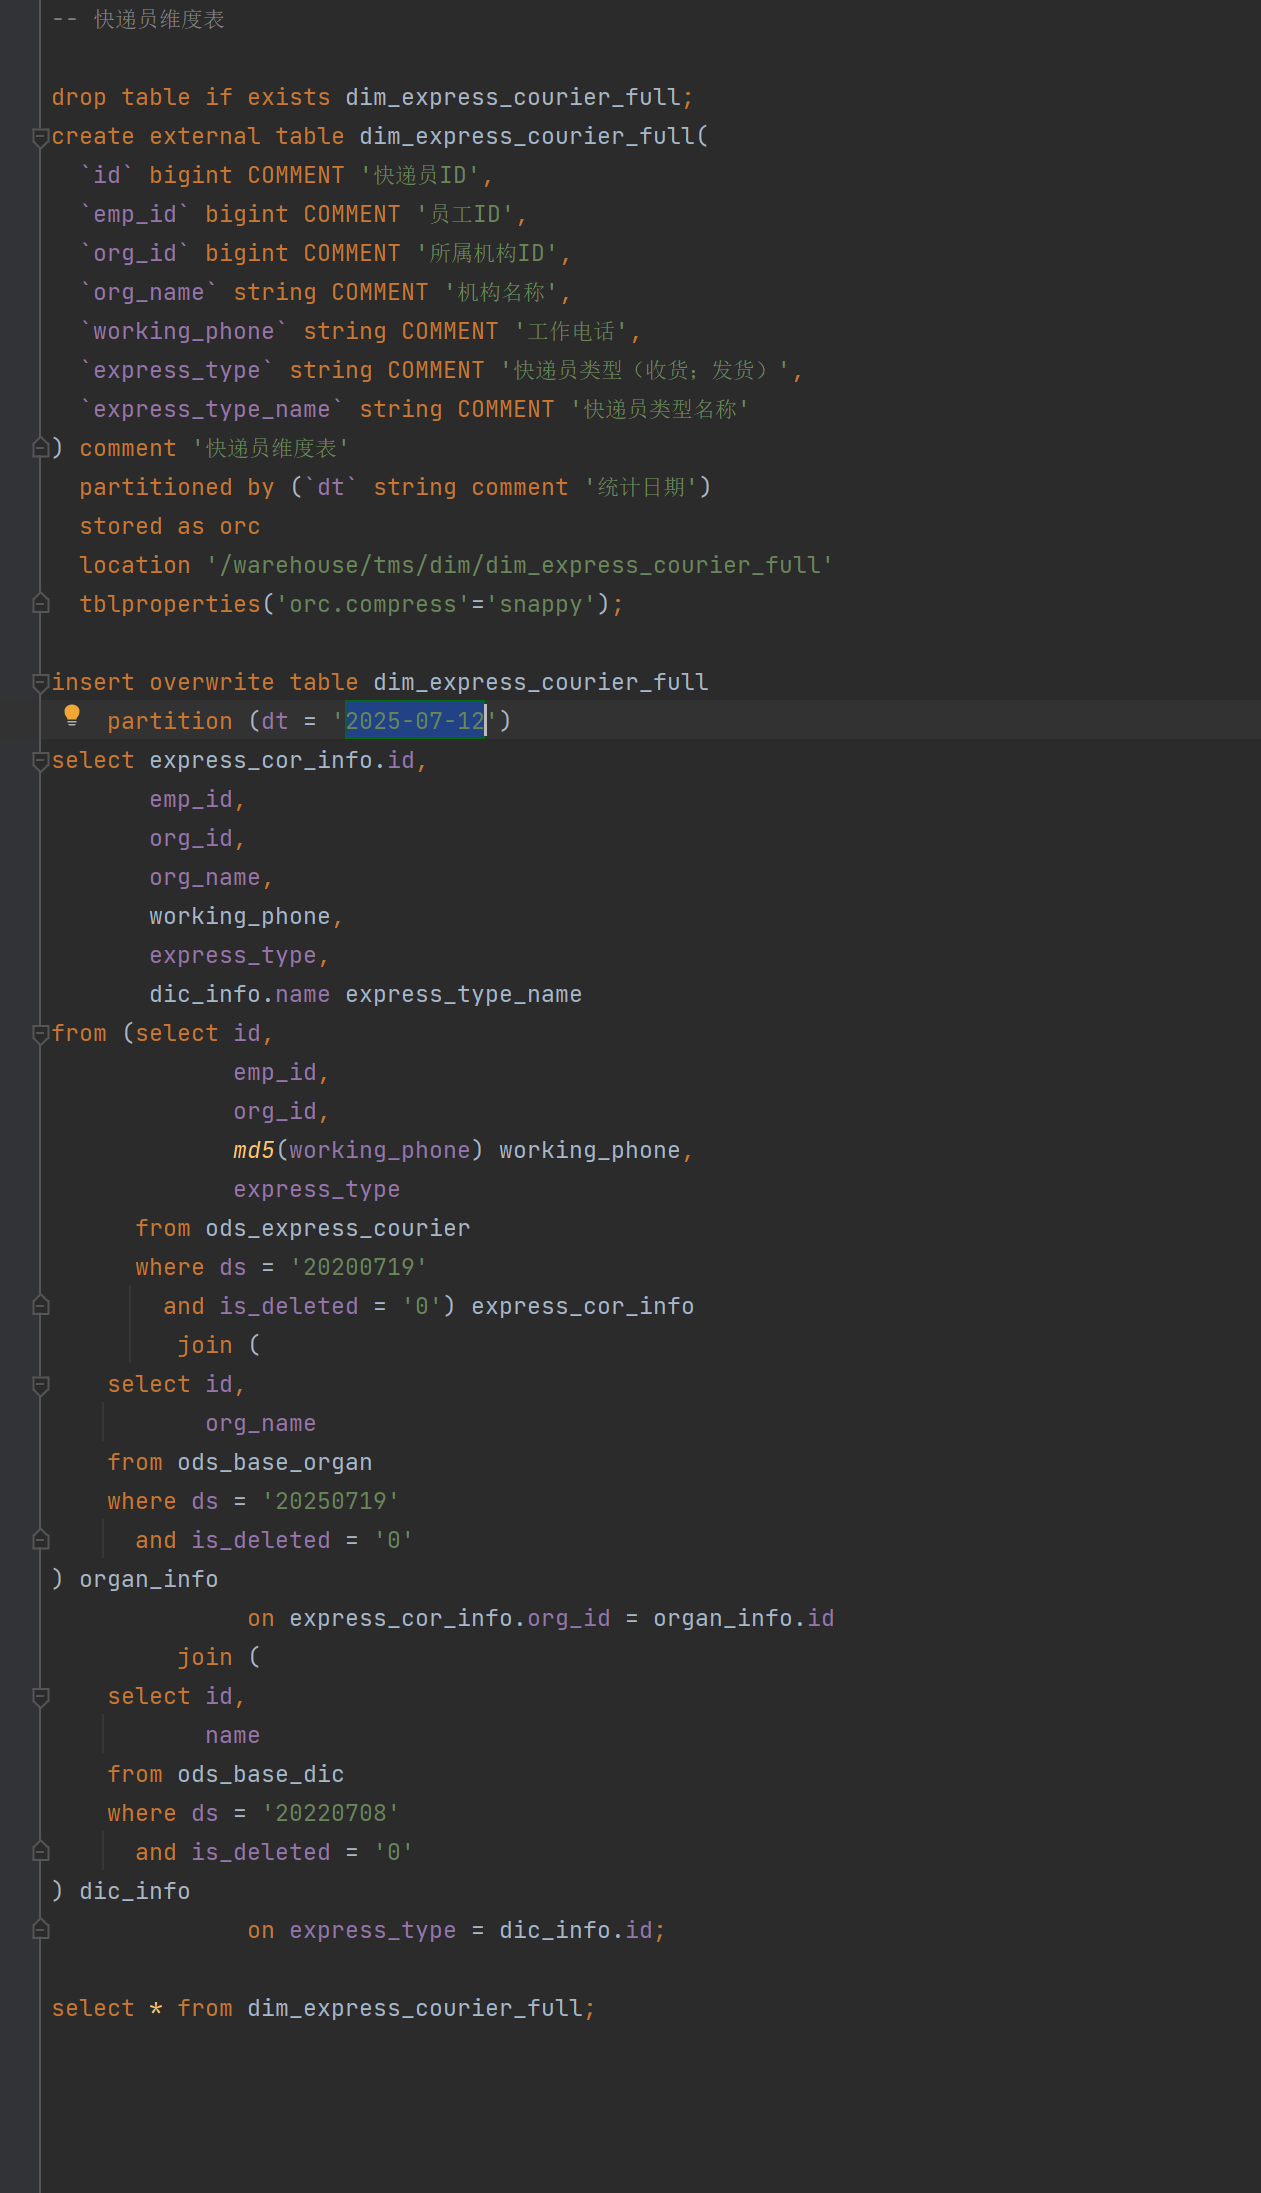 -- 快递员维度表
drop table if exists dim_express_courier_full;
create external table dim_express_courier_full(
`id` bigint COMMENT '快递员ID',
`emp_id` bigint COMMENT '员工ID',
`org_id` bigint COMMENT '所属机构ID',
`org_name` string COMMENT '机构名称',
`working_phone` string COMMENT '工作电话',
`express_type` string COMMENT '快递员类型（收货；发货）',
`express_type_name` string COMMENT '快递员类型名称'
) comment '快递员维度表'
partitioned by (`dt` string comment '统计日期')
stored as orc
location '/warehouse/tms/dim/dim_express_courier_full'
tblproperties('orc.compress'='snappy');
insert overwrite table dim_express_courier_full
partition (dt = '2025-07-12')
select express_cor_info.id,
emp_id,
org_id,
org_name,
working_phone,
express_type,
dic_info.name express_type_name
from (select id,
emp_id,
org_id,
md5(working_phone) working_phone,
express_type
from ods_express_courier
where ds = '20200719'
and is_deleted = '0') express_cor_info
join (
select id,
org_name
from ods_base_organ
where ds = '20250719'
and is_deleted = '0'
) organ_info
on express_cor_info.org_id = organ_info.id
join (
select id,
name
from ods_base_dic
where ds = '20220708'
and is_deleted = '0'
) dic_info
on express_type = dic_info.id;
select * from dim_express_courier_full;